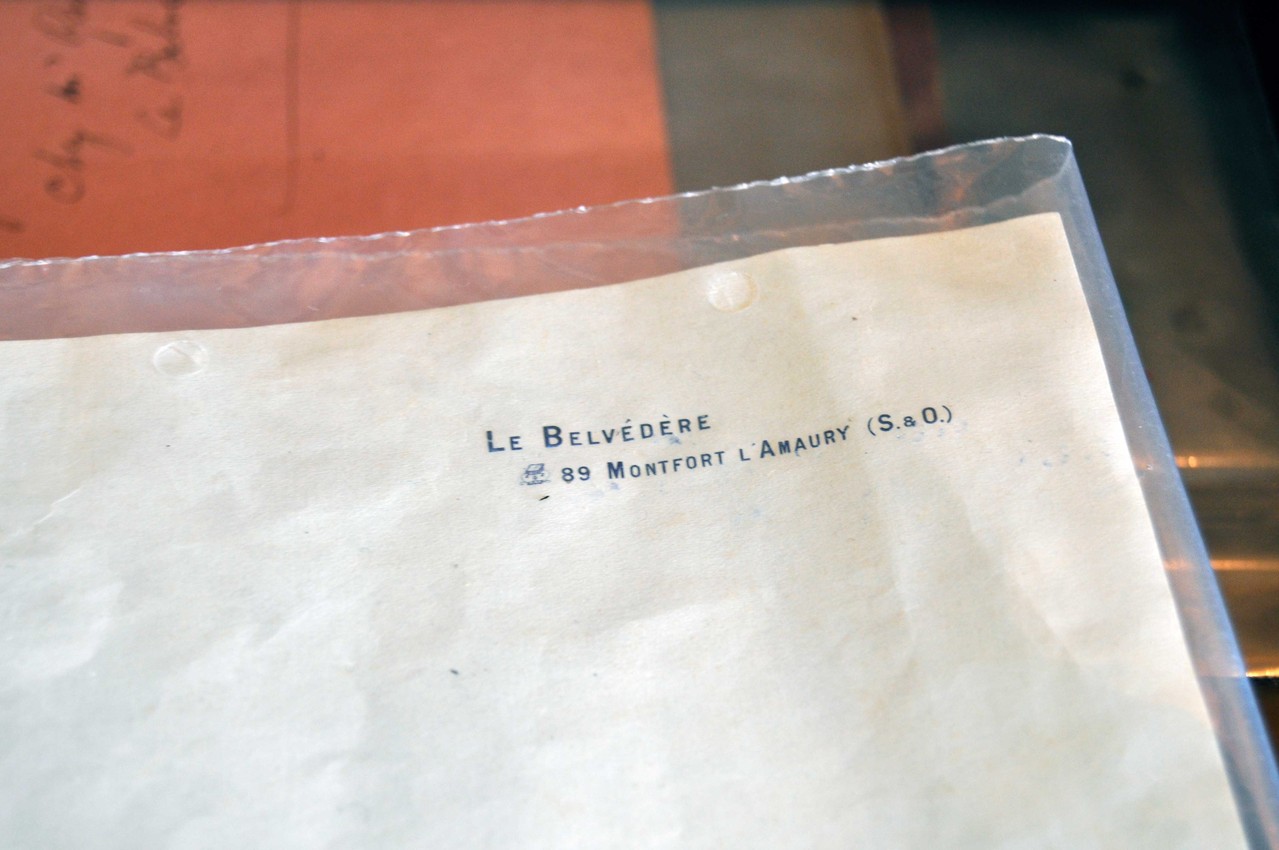 LE BELVÉDÈRE
89 MONTFORT L'AMAURY (S.&O.)